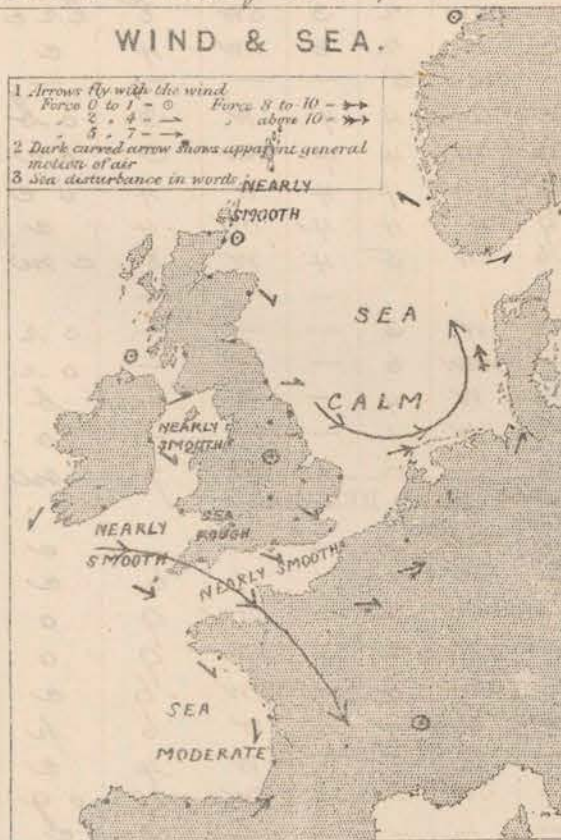 WIND & SEA.
1 Arrows fly with the wind
Force 0 to 1 = ⊙ Force 8 to 10 =
" 2 " 4 = " above 10 =
" 5 " 7 =
2 Dark curved arrow shows apparent general
motion of air
3 Sea disturbance in words
NEARLY
SMOOTH
SEA
CALM
NEARLY
SMOOTH
SEA
ROUGH
NEARLY
SMOOTH
NEARLY SMOOTH
SEA
MODERATE